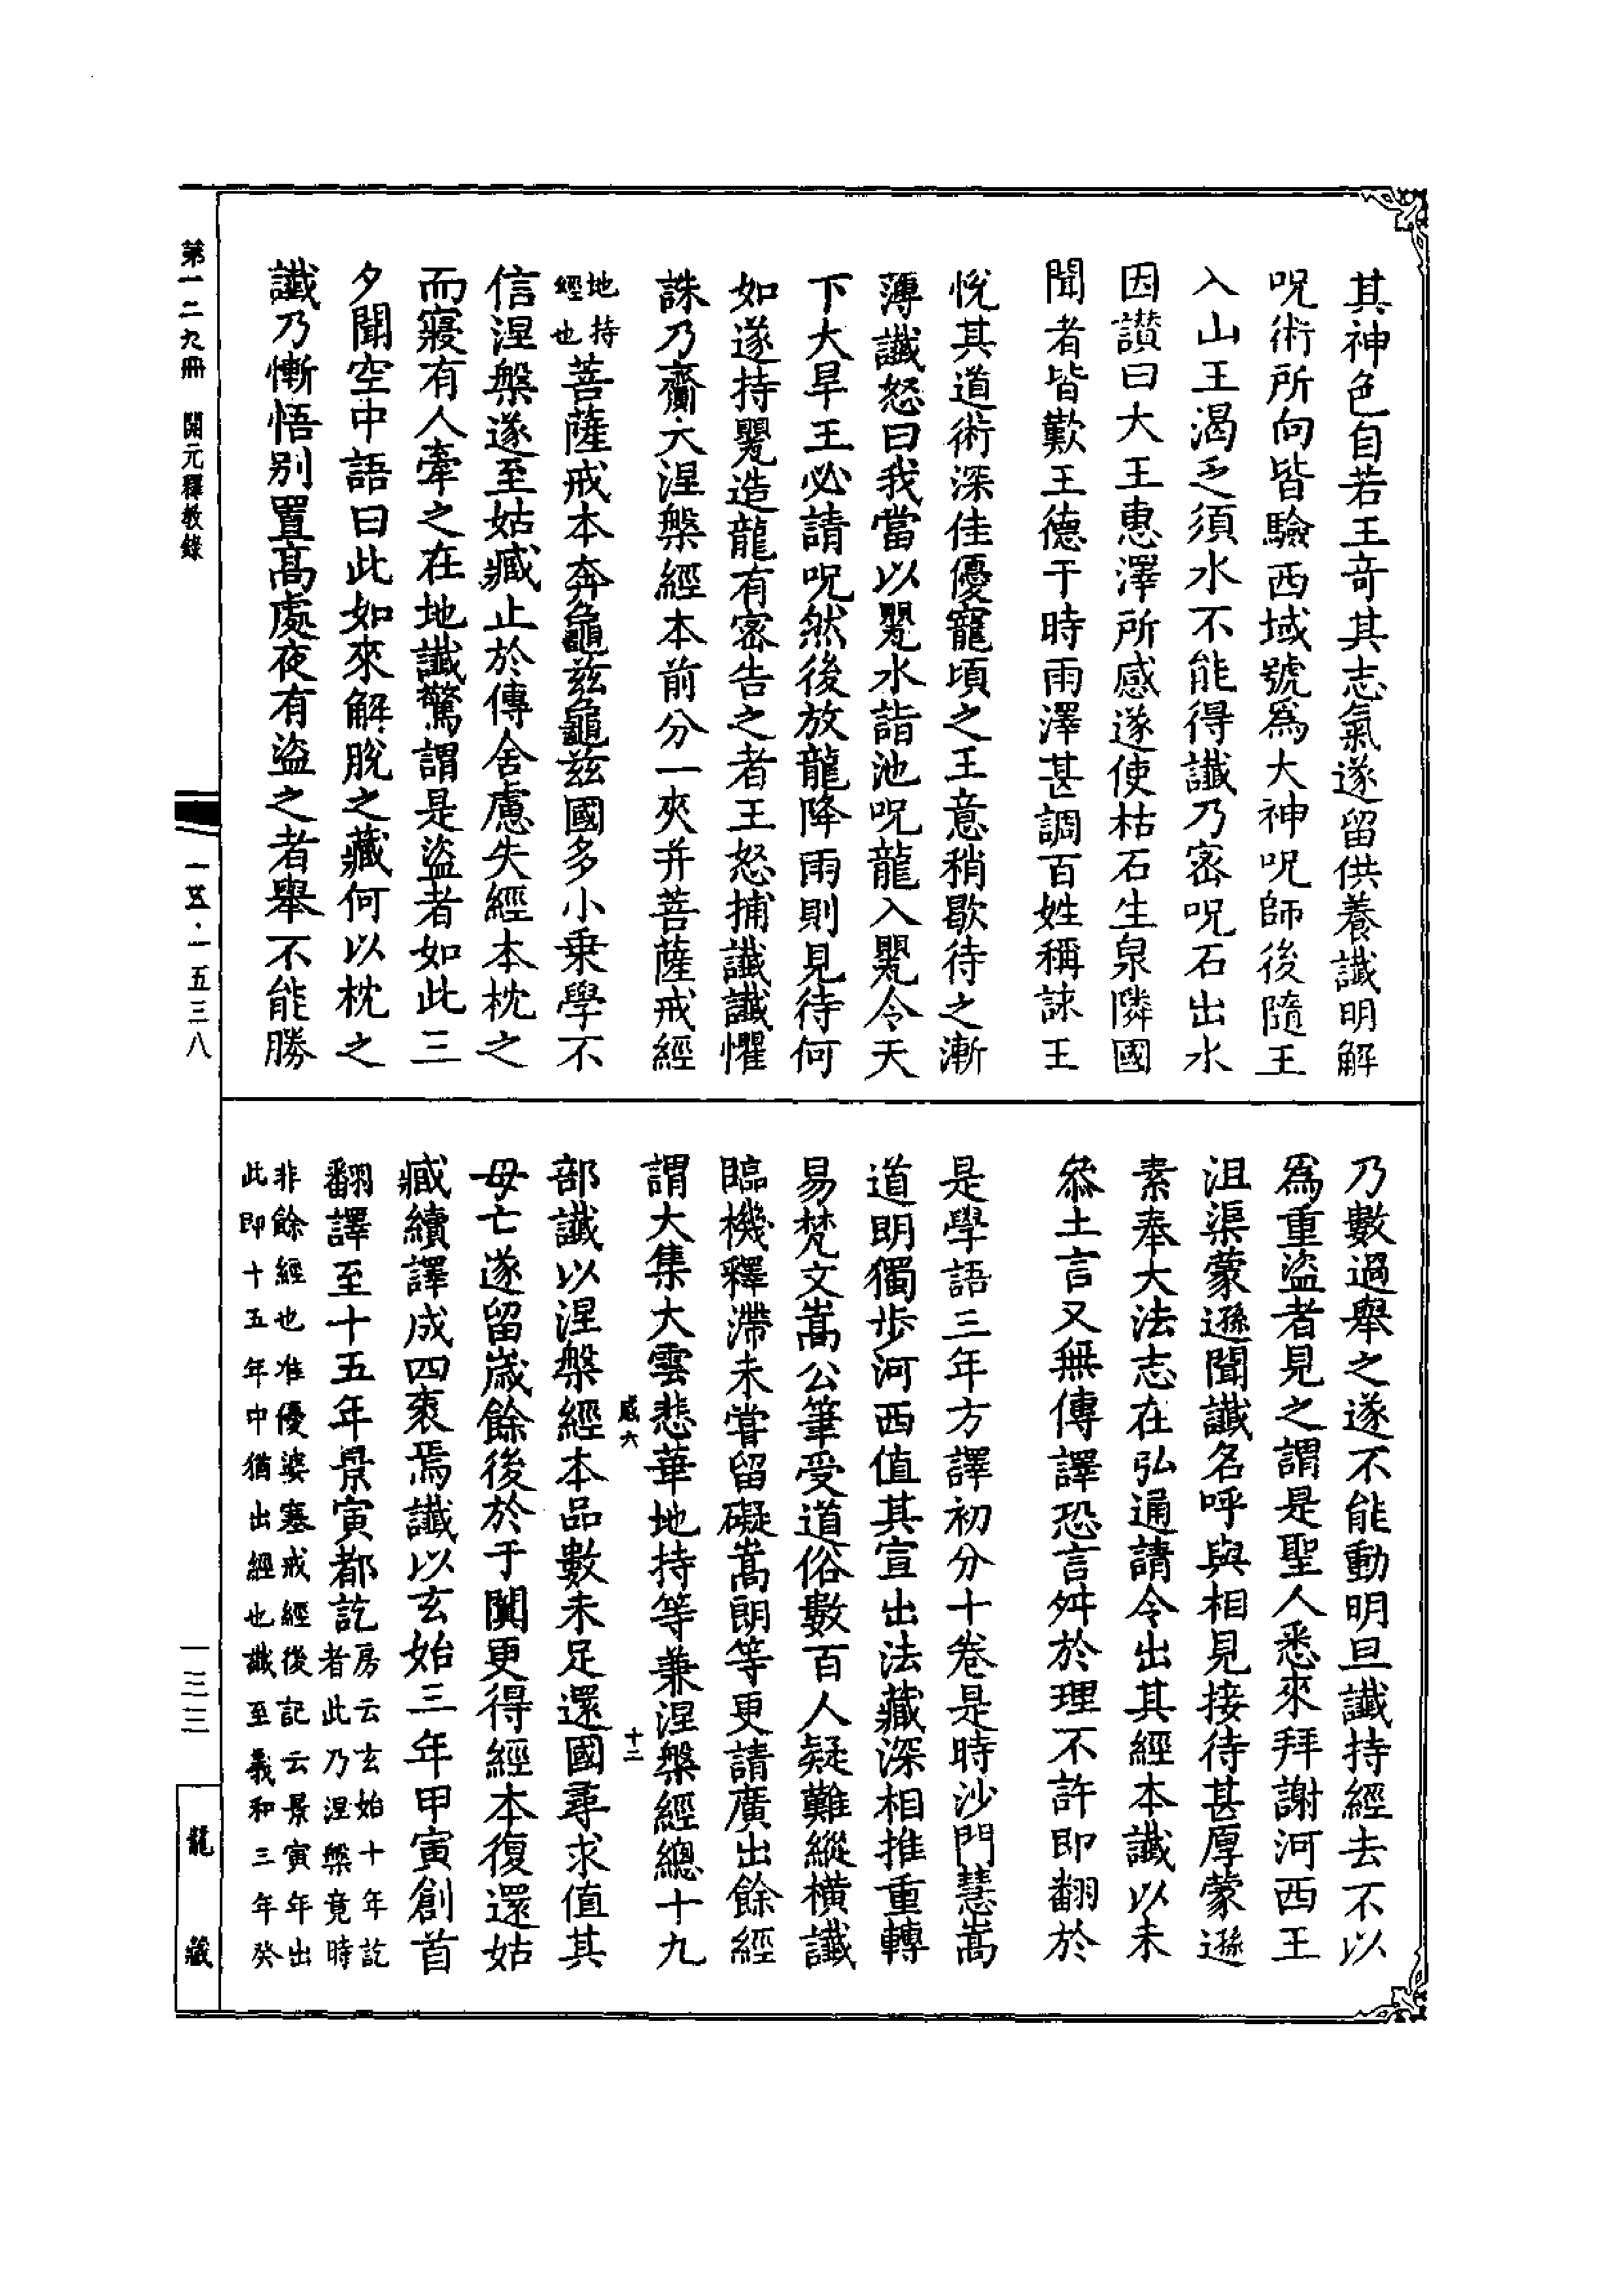 其神色自若王奇其志氣遂留供養讖明解
呪術所向皆驗西域號為大神呪師後隨王
入山王渴乏須水不能得讖乃密呪石出水
因讚曰大王惠澤所感遂使枯石生泉隣國
聞者皆歎王德于時雨澤甚調百姓稱詠王
悅其道術深佳優寵頃之王意稍歇待之漸
薄讖怒曰我當以甖水詣池呪龍入甖令天
下大旱王必請呪然後放龍降雨則見待何
如遂持甖造龍有密告之者王怒捕讖讖懼
誅乃齎大涅槃經本前分一夾并菩薩戒經
地持經也菩薩戒本奔龜茲龜茲國多小乘學不
信涅槃遂至姑臧止於傳舍慮失經本枕之
而寢有人牽之在地讖驚謂是盜者如此三
夕聞空中語曰此如來解脫之藏何以枕之
讖乃慚悟別置高處夜有盜之者舉不能勝
乃數過舉之遂不能動明旦讖持經去不以
為重盜者見之謂是聖人悉來拜謝河西王
沮渠蒙遜聞讖名呼與相見接待甚厚蒙遜
素奉大法志在弘通請令出其經本讖以未
叅土言又無傳譯恐言舛於理不許即翻於
是學語三年方譯初分十卷是時沙門慧嵩
道朗獨步河西值其宣出法藏深相推重轉
易梵文嵩公筆受道俗數百人疑難縱橫讖
臨機釋滯未甞留礙嵩朗等更請廣出餘經
謂大集大雲悲華地持等兼涅槃經總十九
感六 十二
部讖以涅槃經本品數未足還國尋求值其
母亡遂留歲餘後於于闐更得經本復還姑
臧續譯成四袠焉讖以玄始三年甲寅創首
翻譯至十五年景寅都訖房云玄始十年訖者此乃涅槃竟時
非餘經也准優婆塞戒經後記云景寅年出
此即十五年中猶出經也讖至義和三年癸
第一二九冊 開元釋教錄
一五·一五三八
一三三
龍藏